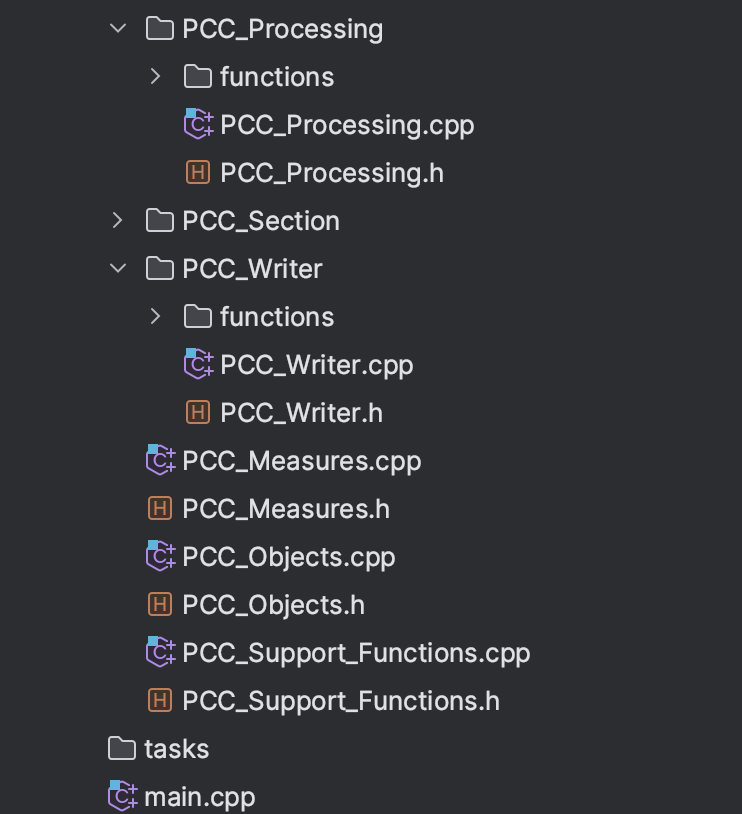 PCC_Processing
functions
PCC_Processing.cpp
PCC_Processing.h
PCC_Section
PCC_Writer
functions
PCC_Writer.cpp
PCC_Writer.h
PCC_Measures.cpp
PCC_Measures.h
PCC_Objects.cpp
PCC_Objects.h
PCC_Support_Functions.cpp
PCC_Support_Functions.h
tasks
main.cpp